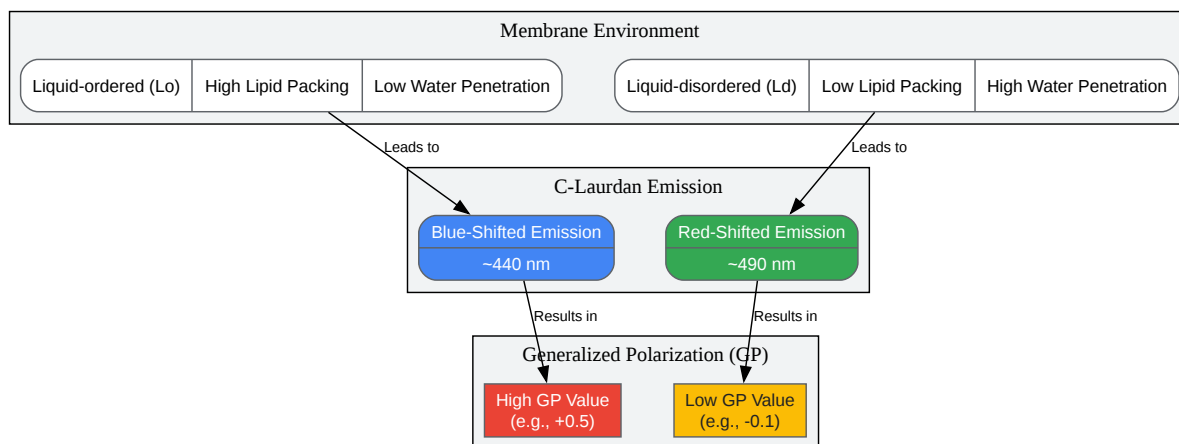 Membrane Environment
Liquid-ordered (Lo) High Lipid Packing Low Water Penetration
Liquid-disordered (Ld) Low Lipid Packing High Water Penetration
Leads to
Leads to
C-Laurdan Emission
Blue-Shifted Emission
~440 nm
Red-Shifted Emission
~490 nm
Results in
Results in
Generalized Polarization (GP)
High GP Value
(e.g., +0.5)
Low GP Value
(e.g., -0.1)